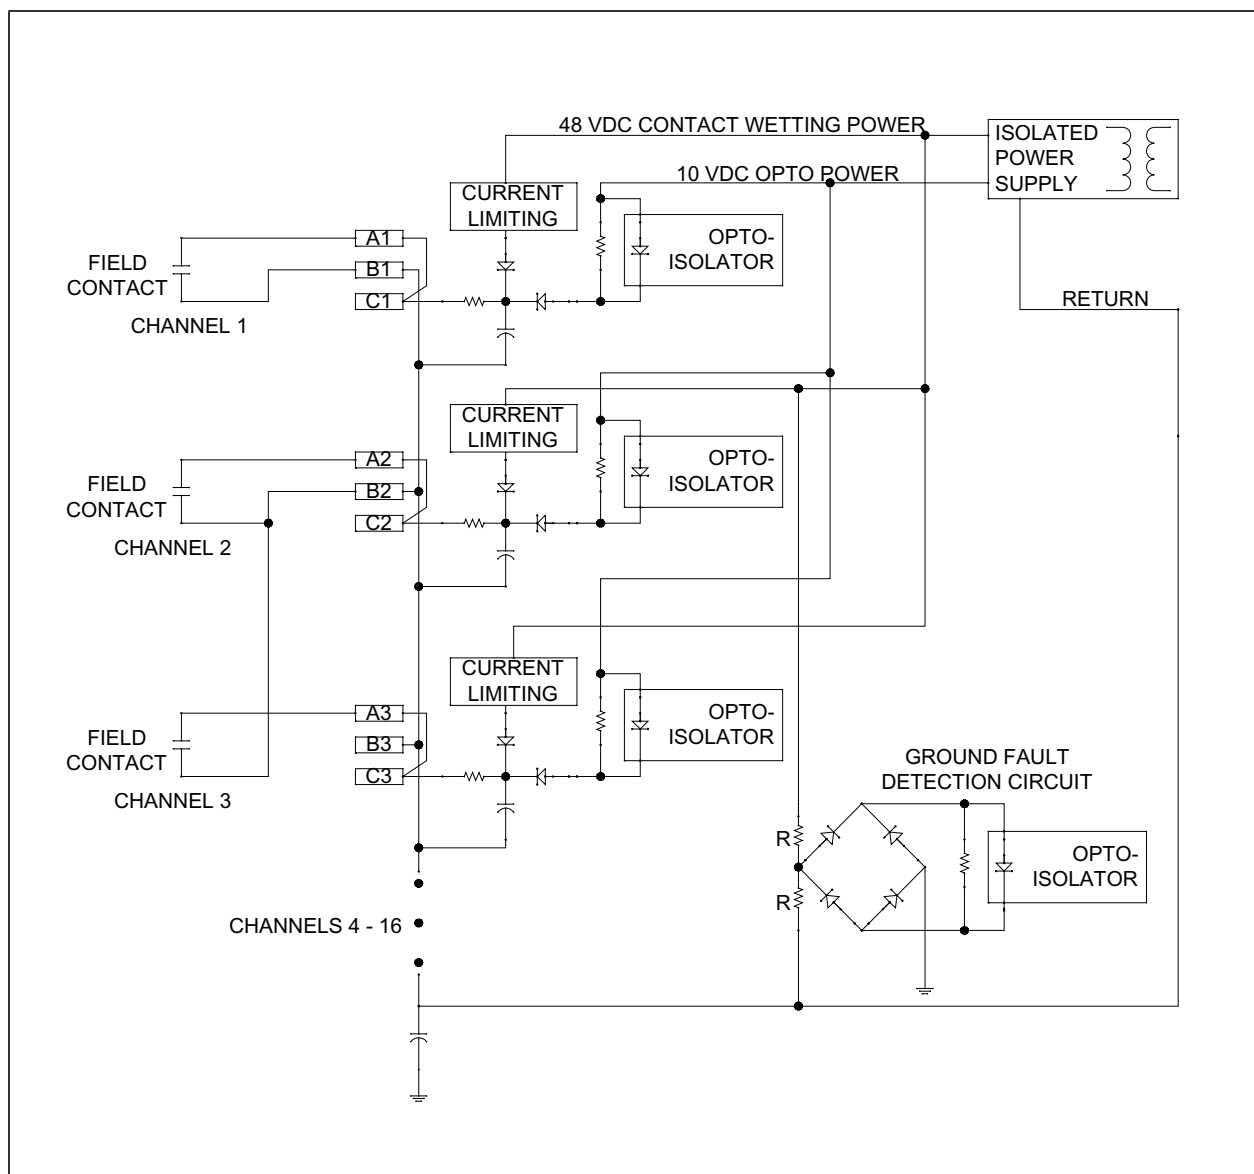 48 VDC CONTACT WETTING POWER
ISOLATED
POWER
SUPPLY
10 VDC OPTO POWER
CURRENT
LIMITING
OPTO-
ISOLATOR
A1
B1
C1
FIELD
CONTACT
CHANNEL 1
RETURN
CURRENT
LIMITING
OPTO-
ISOLATOR
A2
B2
C2
FIELD
CONTACT
CHANNEL 2
CURRENT
LIMITING
OPTO-
ISOLATOR
A3
B3
C3
FIELD
CONTACT
CHANNEL 3
GROUND FAULT
DETECTION CIRCUIT
R
R
OPTO-
ISOLATOR
CHANNELS 4 - 16